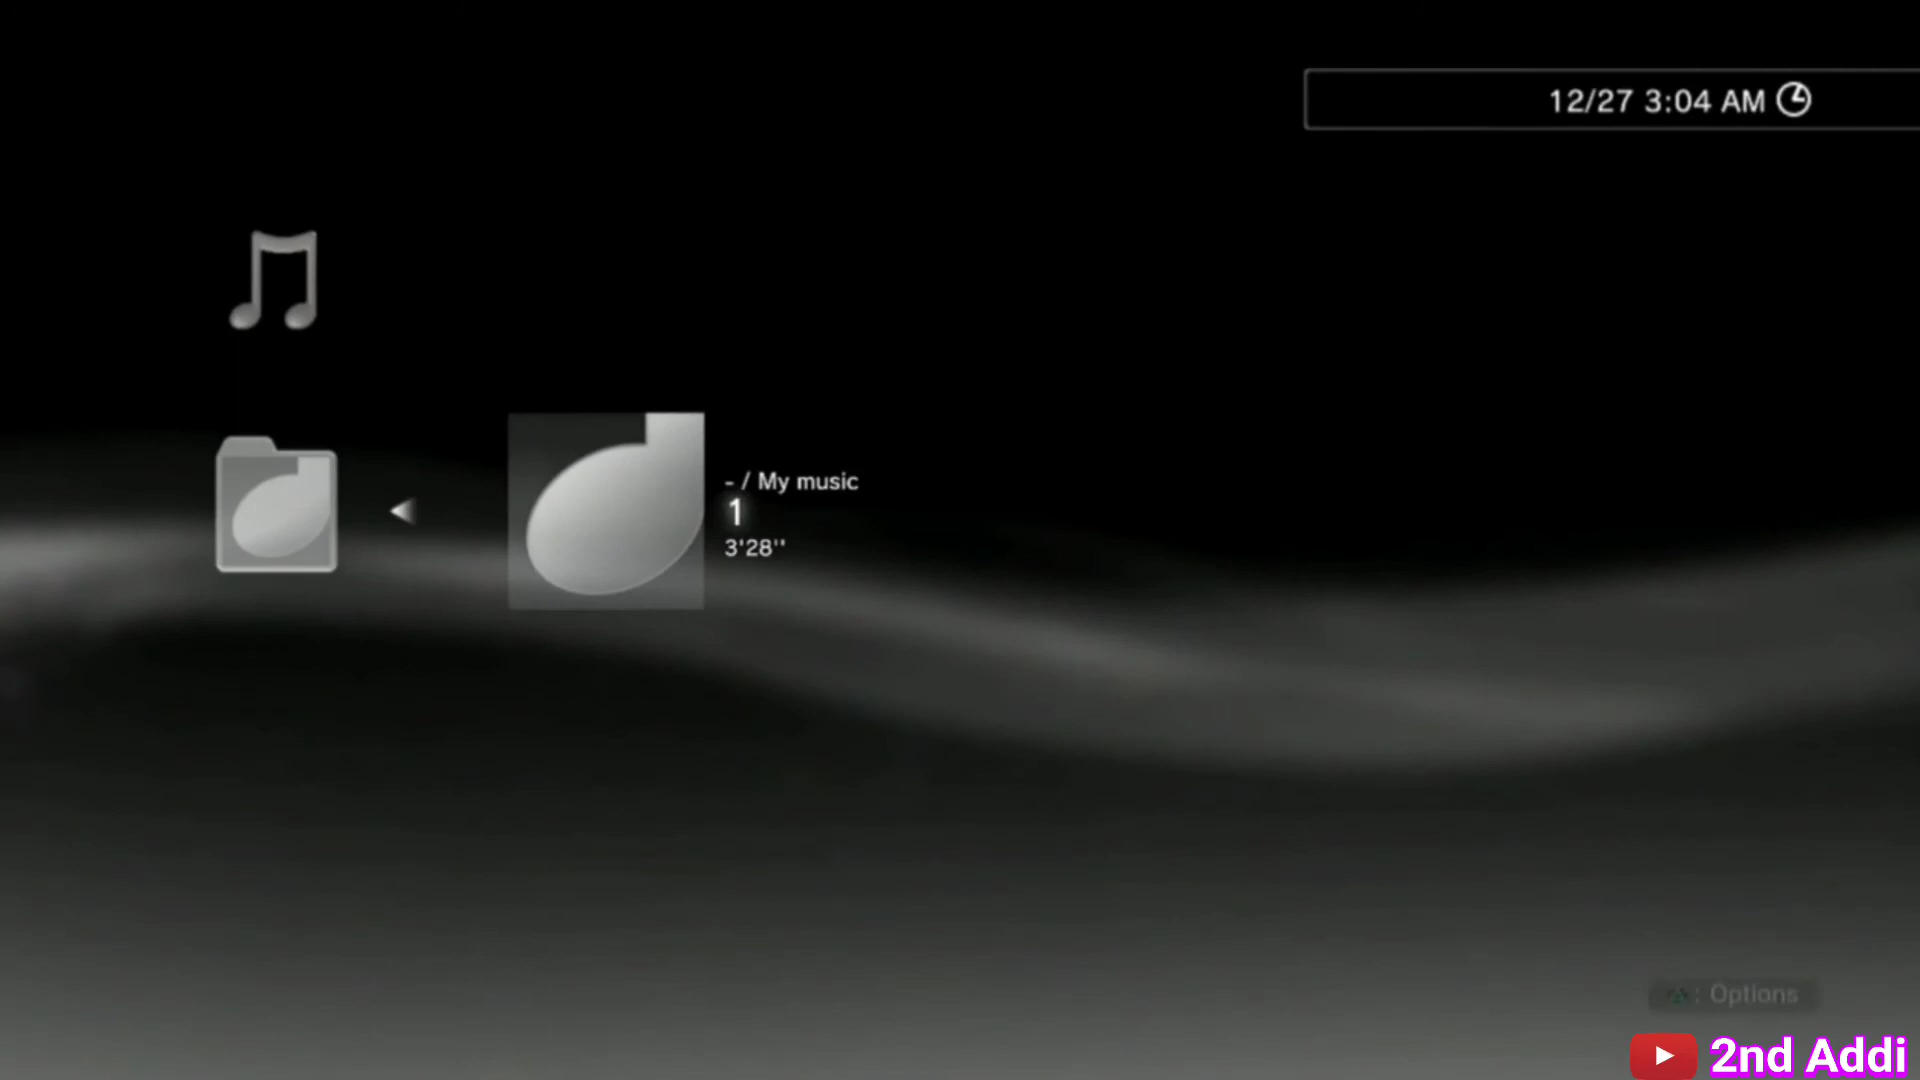 12/27 3:04 AM
- / My music
1
3'28''
: Options
2nd Addi